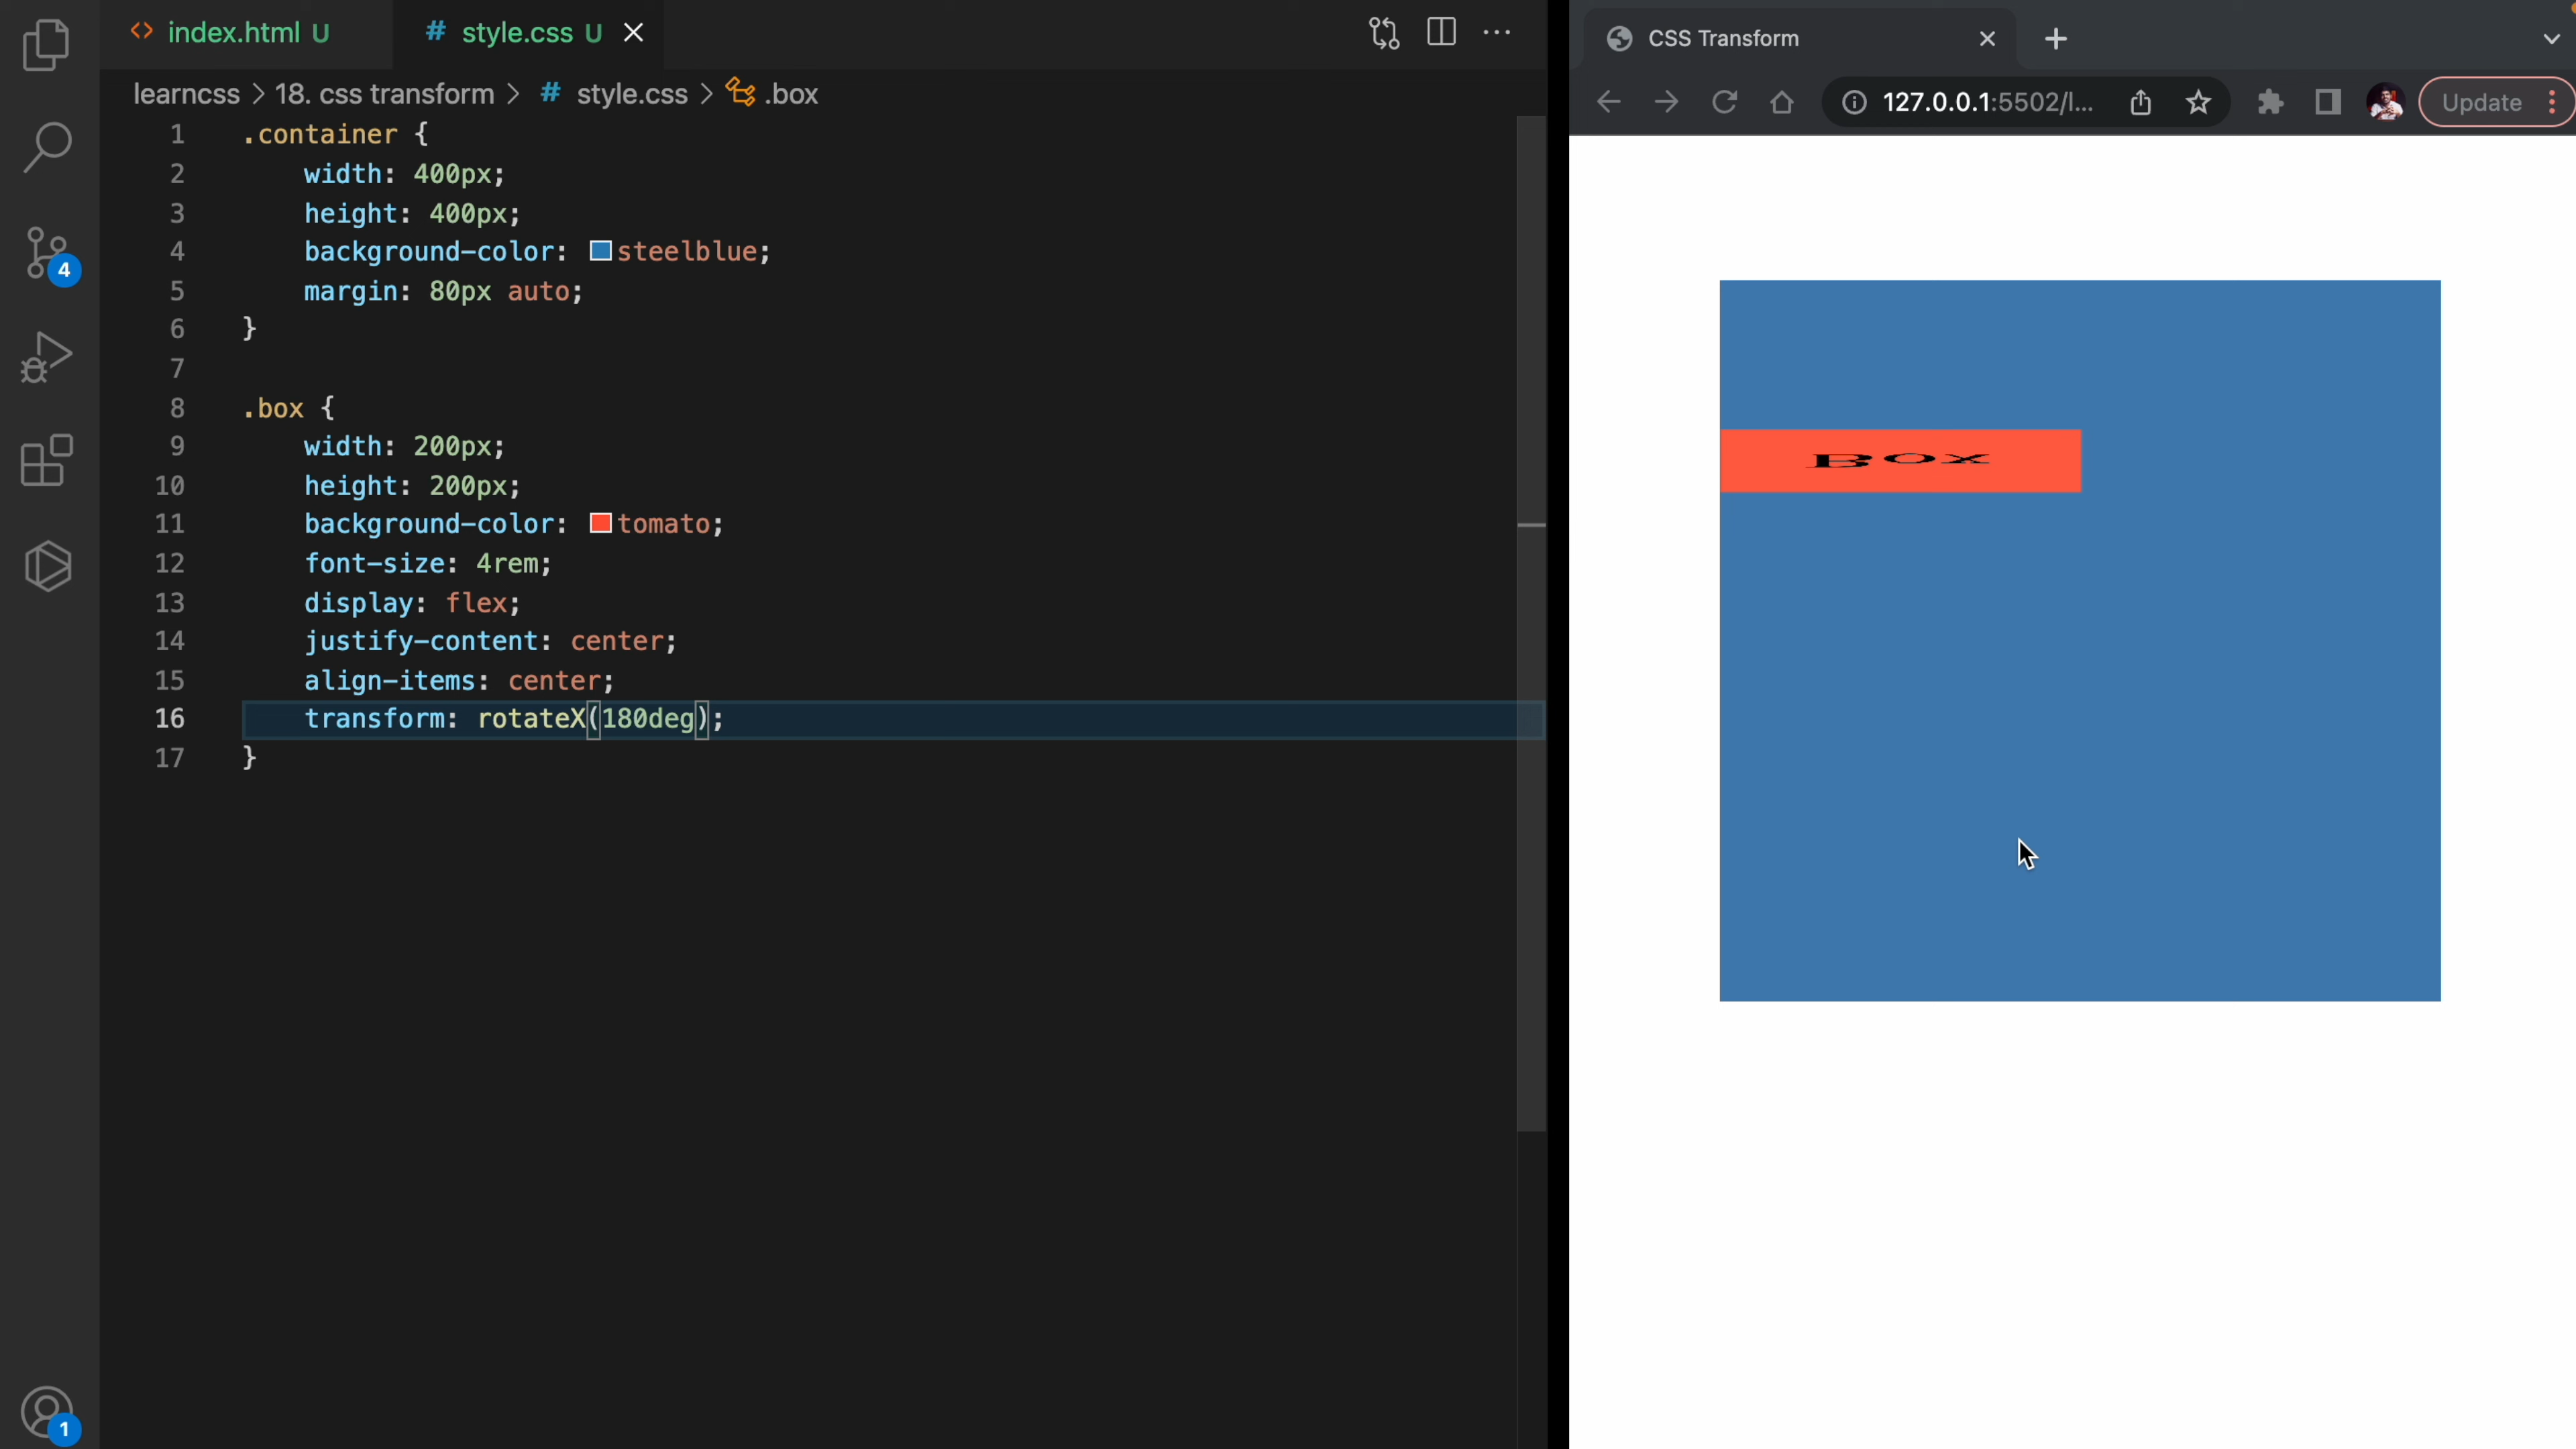 index.html U
style.css U
learncss > 18. css transform > # style.css > .box
1 .container {
2 width: 400px;
3 height: 400px;
4 background-color: steelblue;
5 margin: 80px auto;
6 }
7
8 .box {
9 width: 200px;
10 height: 200px;
11 background-color: tomato;
12 font-size: 4rem;
13 display: flex;
14 justify-content: center;
15 align-items: center;
16 transform: rotateX(180deg);
17 }
4
1
CSS Transform
127.0.0.1:5502/l...
Update
BOX